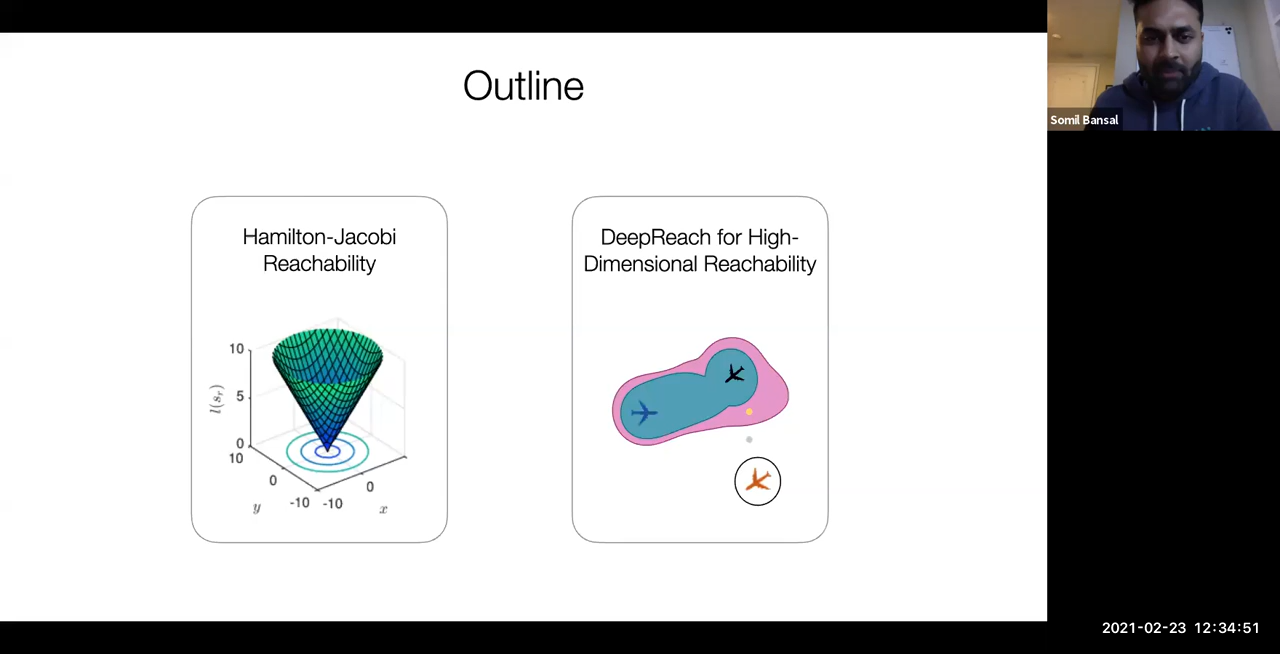 Outline
Somil Bansal
Hamilton-Jacobi
Reachability
10
5
0
l(sᵣ)
10
0
-10
y
-10
0
x
DeepReach for High-
Dimensional Reachability
2021-02-23 12:34:51